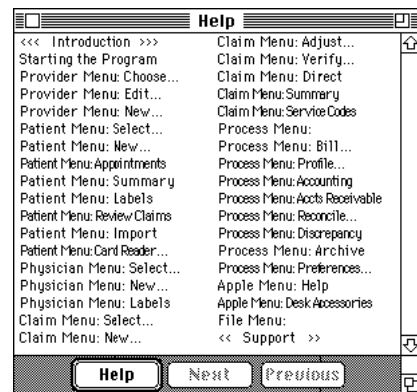 Help
<<< Introduction >>>
Starting the Program
Provider Menu: Choose...
Provider Menu: Edit...
Provider Menu: New...
Patient Menu: Select...
Patient Menu: New...
Patient Menu: Appointments
Patient Menu: Summary
Patient Menu: Labels
Patient Menu: Review Claims
Patient Menu: Import
Patient Menu: Card Reader...
Physician Menu: Select...
Physician Menu: New...
Physician Menu: Labels
Claim Menu: Select...
Claim Menu: New...
Claim Menu: Adjust...
Claim Menu: Verify...
Claim Menu: Direct
Claim Menu: Summary
Claim Menu: Service Codes
Process Menu:
Process Menu: Bill...
Process Menu: Profile...
Process Menu: Accounting
Process Menu: Accts Receivable
Process Menu: Reconcile...
Process Menu: Discrepancy
Process Menu: Archive
Process Menu: Preferences...
Apple Menu: Help
Apple Menu: Desk Accessories
File Menu:
<< Support >>
Help
Next
Previous